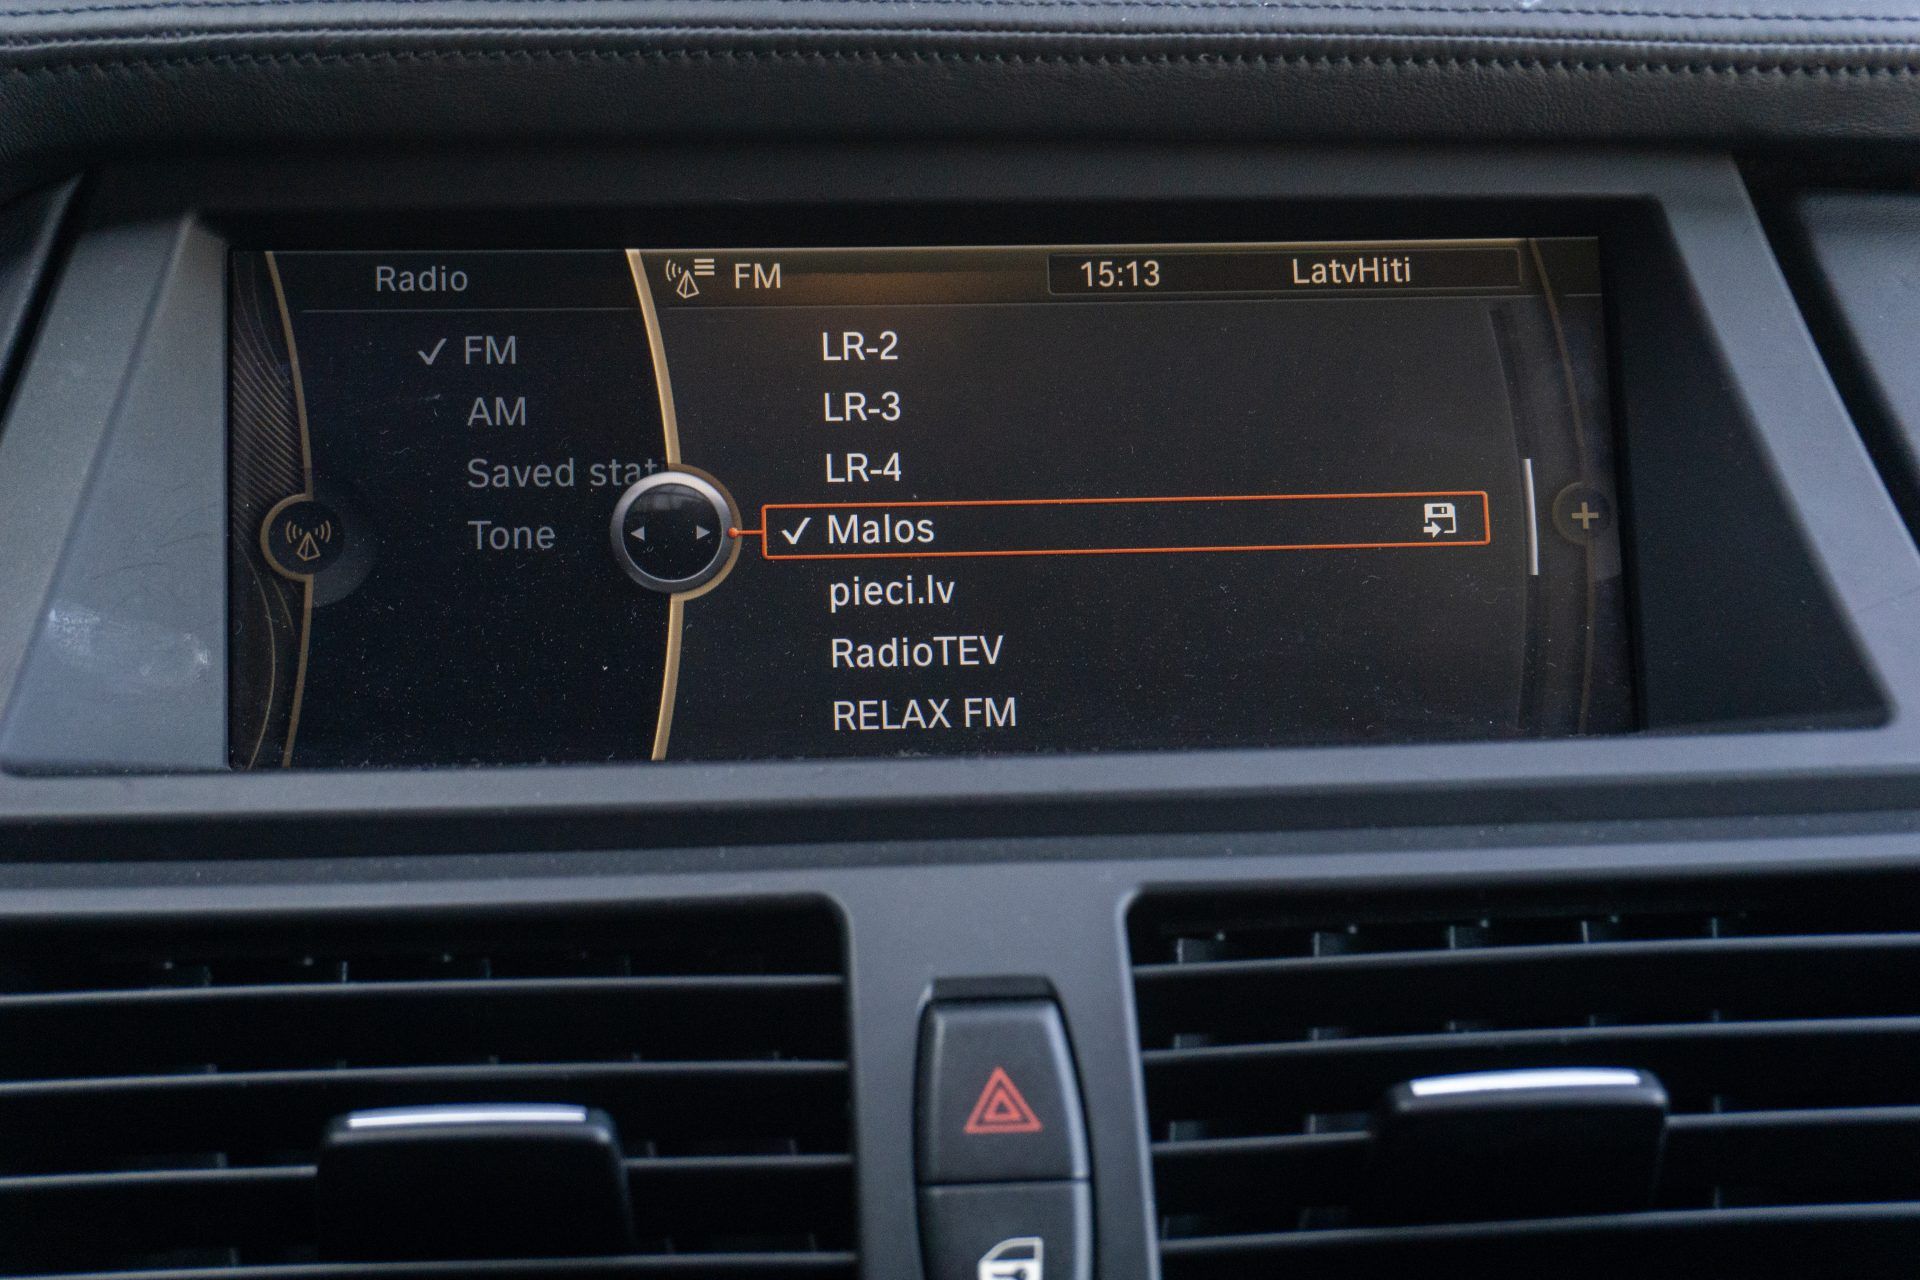 Radio
FM
AM
Saved stati
Tone
FM
15:13 LatvHiti
LR-2
LR-3
LR-4
Malos
pieci.lv
RadioTEV
RELAX FM